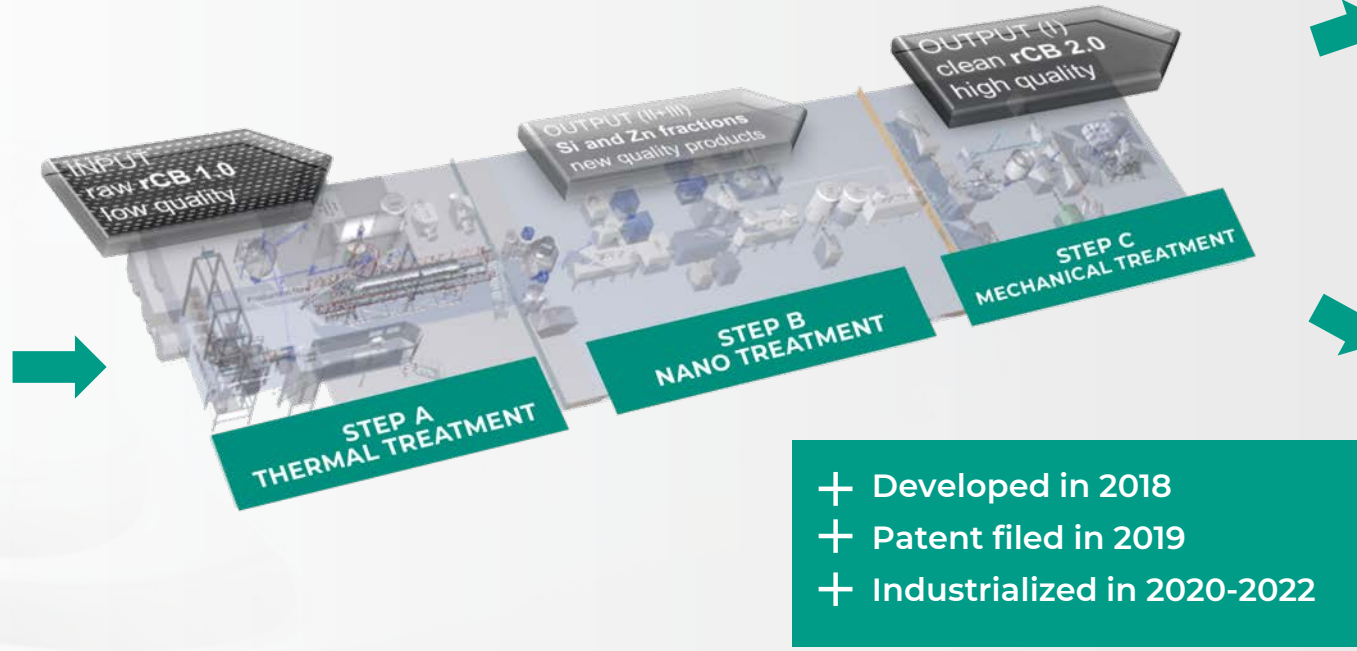 INPUT
raw rCB 1.0
low quality
OUTPUT (II+III)
Si and Zn fractions
new quality products
OUTPUT (I)
clean rCB 2.0
high quality
STEP A
THERMAL TREATMENT
STEP B
NANO TREATMENT
STEP C
MECHANICAL TREATMENT
+ Developed in 2018
+ Patent filed in 2019
+ Industrialized in 2020-2022